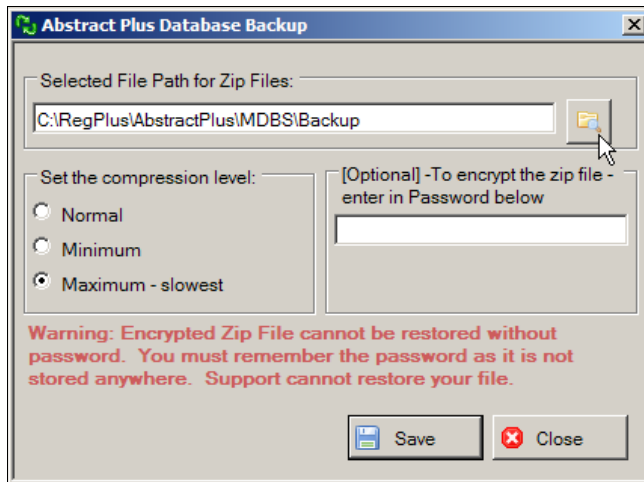 Abstract Plus Database Backup
Selected File Path for Zip Files:
C:\RegPlus\AbstractPlus\MDBS\Backup
Set the compression level:
Normal
Minimum
Maximum - slowest
[Optional] -To encrypt the zip file -
enter in Password below
Warning: Encrypted Zip File cannot be restored without
password.  You must remember the password as it is not
stored anywhere.  Support cannot restore your file.
Save
Close